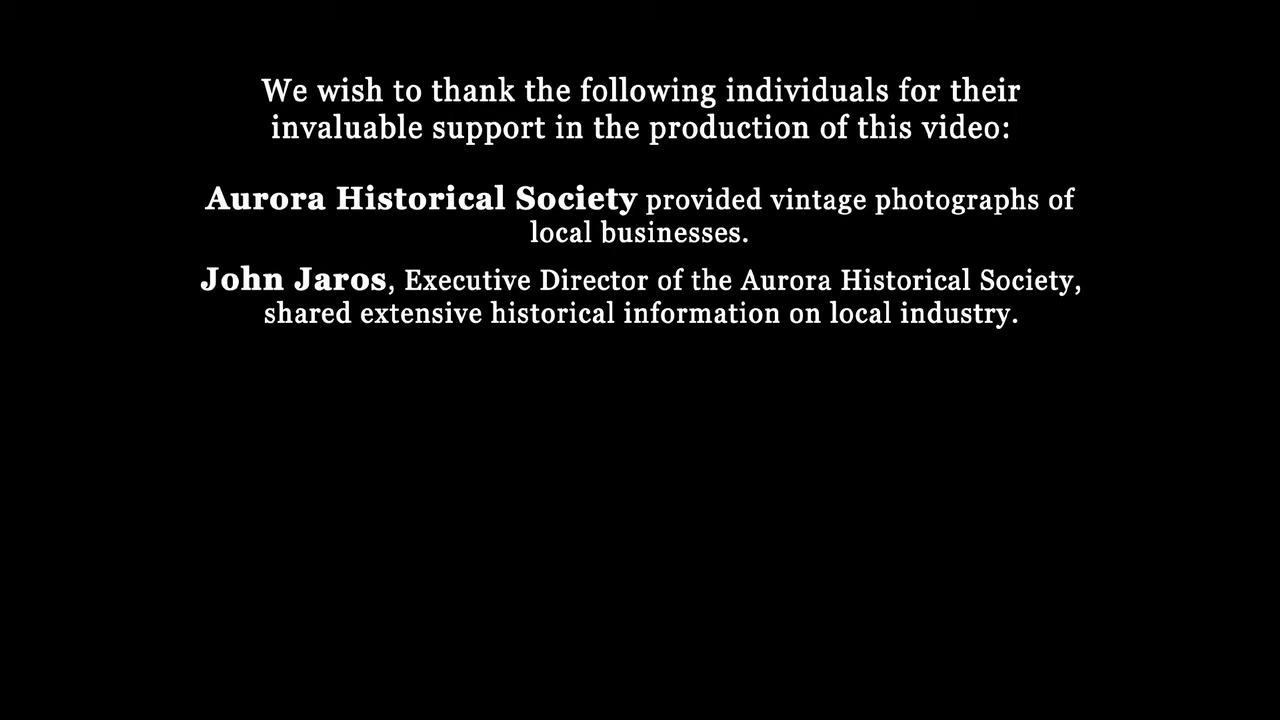 We wish to thank the following individuals for their
invaluable support in the production of this video:
Aurora Historical Society provided vintage photographs of
local businesses.
John Jaros, Executive Director of the Aurora Historical Society,
shared extensive historical information on local industry.